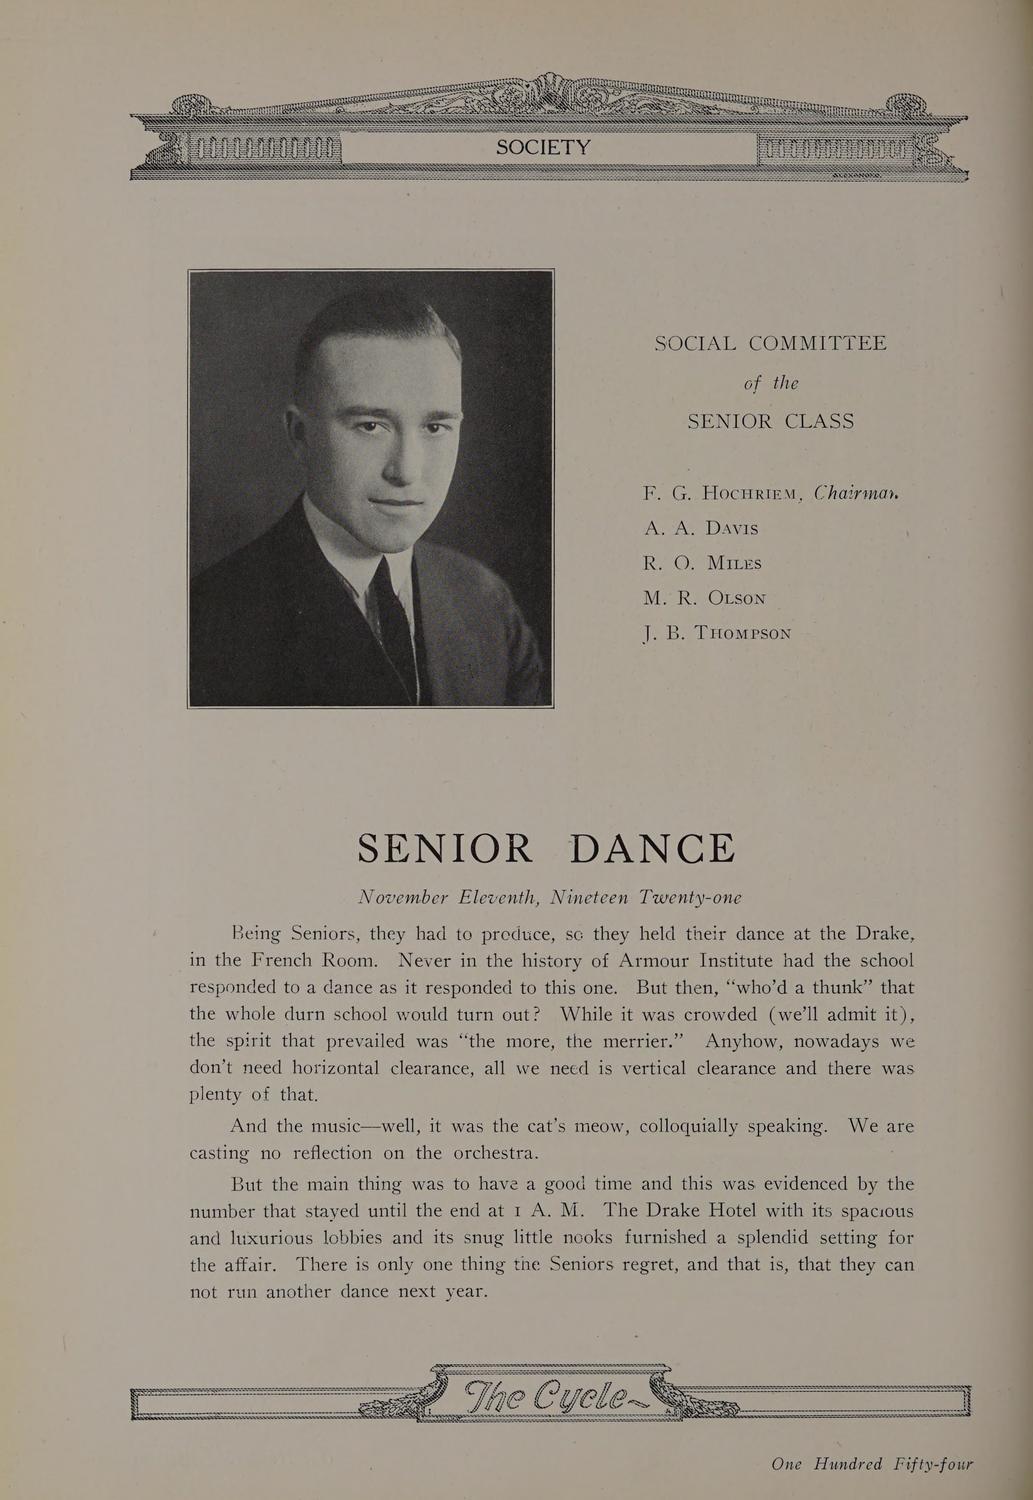 SOCIETY
ALEXANDER.
SOCIAL COMMITTEE
of the
SENIOR CLASS
F. G. HOCHRIEM, Chairman
A. A. DAVIS
R. O. MILES
M. R. OLSON
J. B. THOMPSON
SENIOR DANCE
November Eleventh, Nineteen Twenty-one
Being Seniors, they had to produce, so they held their dance at the Drake,
in the French Room. Never in the history of Armour Institute had the school
responded to a dance as it responded to this one. But then, “who’d a thunk” that
the whole durn school would turn out? While it was crowded (we’ll admit it),
the spirit that prevailed was “the more, the merrier.” Anyhow, nowadays we
don’t need horizontal clearance, all we need is vertical clearance and there was
plenty of that.
And the music—well, it was the cat’s meow, colloquially speaking. We are
casting no reflection on the orchestra.
But the main thing was to have a good time and this was evidenced by the
number that stayed until the end at 1 A. M. The Drake Hotel with its spacious
and luxurious lobbies and its snug little nooks furnished a splendid setting for
the affair. There is only one thing the Seniors regret, and that is, that they can
not run another dance next year.
The Cycle
One Hundred Fifty-four